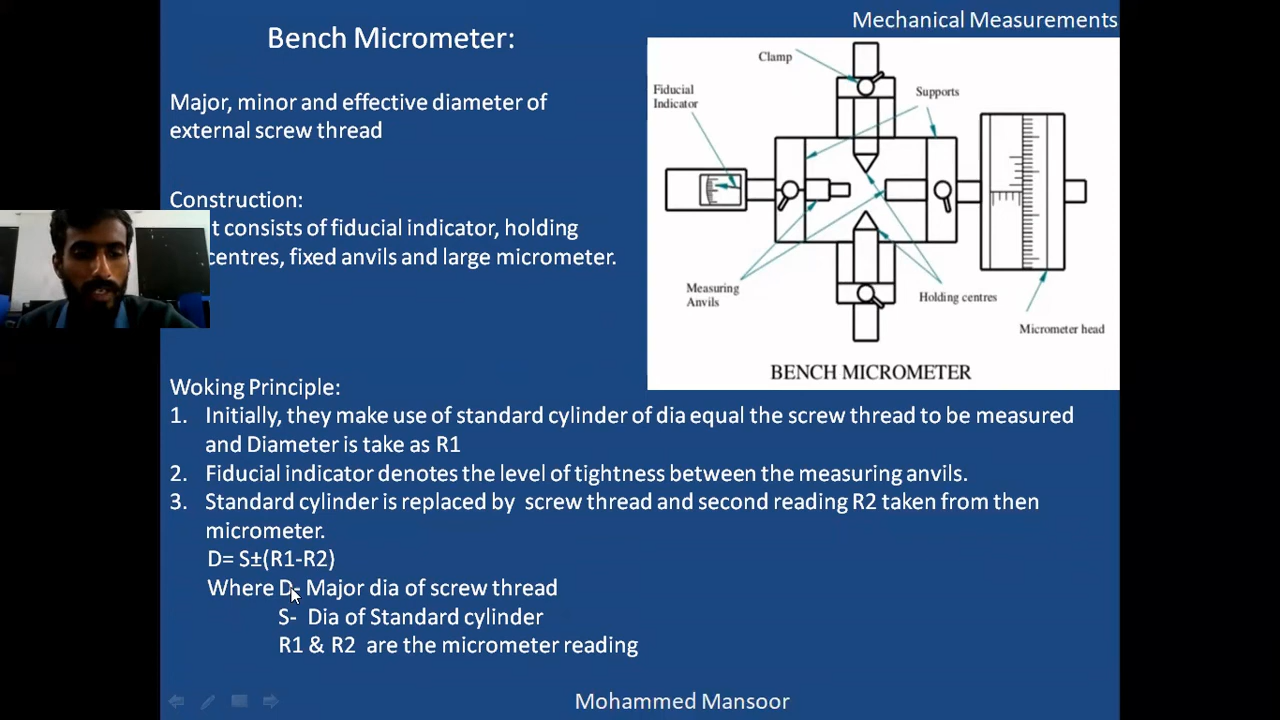 Mechanical Measurements
Bench Micrometer:
Major, minor and effective diameter of
external screw thread
Construction:
t consists of fiducial indicator, holding
centres, fixed anvils and large micrometer.
Clamp
Fiducial
Indicator
Supports
Measuring
Anvils
Holding centres
Micrometer head
BENCH MICROMETER
Woking Principle:
1. Initially, they make use of standard cylinder of dia equal the screw thread to be measured
and Diameter is take as R1
2. Fiducial indicator denotes the level of tightness between the measuring anvils.
3. Standard cylinder is replaced by screw thread and second reading R2 taken from then
micrometer.
D= S±(R1-R2)
Where D- Major dia of screw thread
S- Dia of Standard cylinder
R1 & R2 are the micrometer reading
Mohammed Mansoor